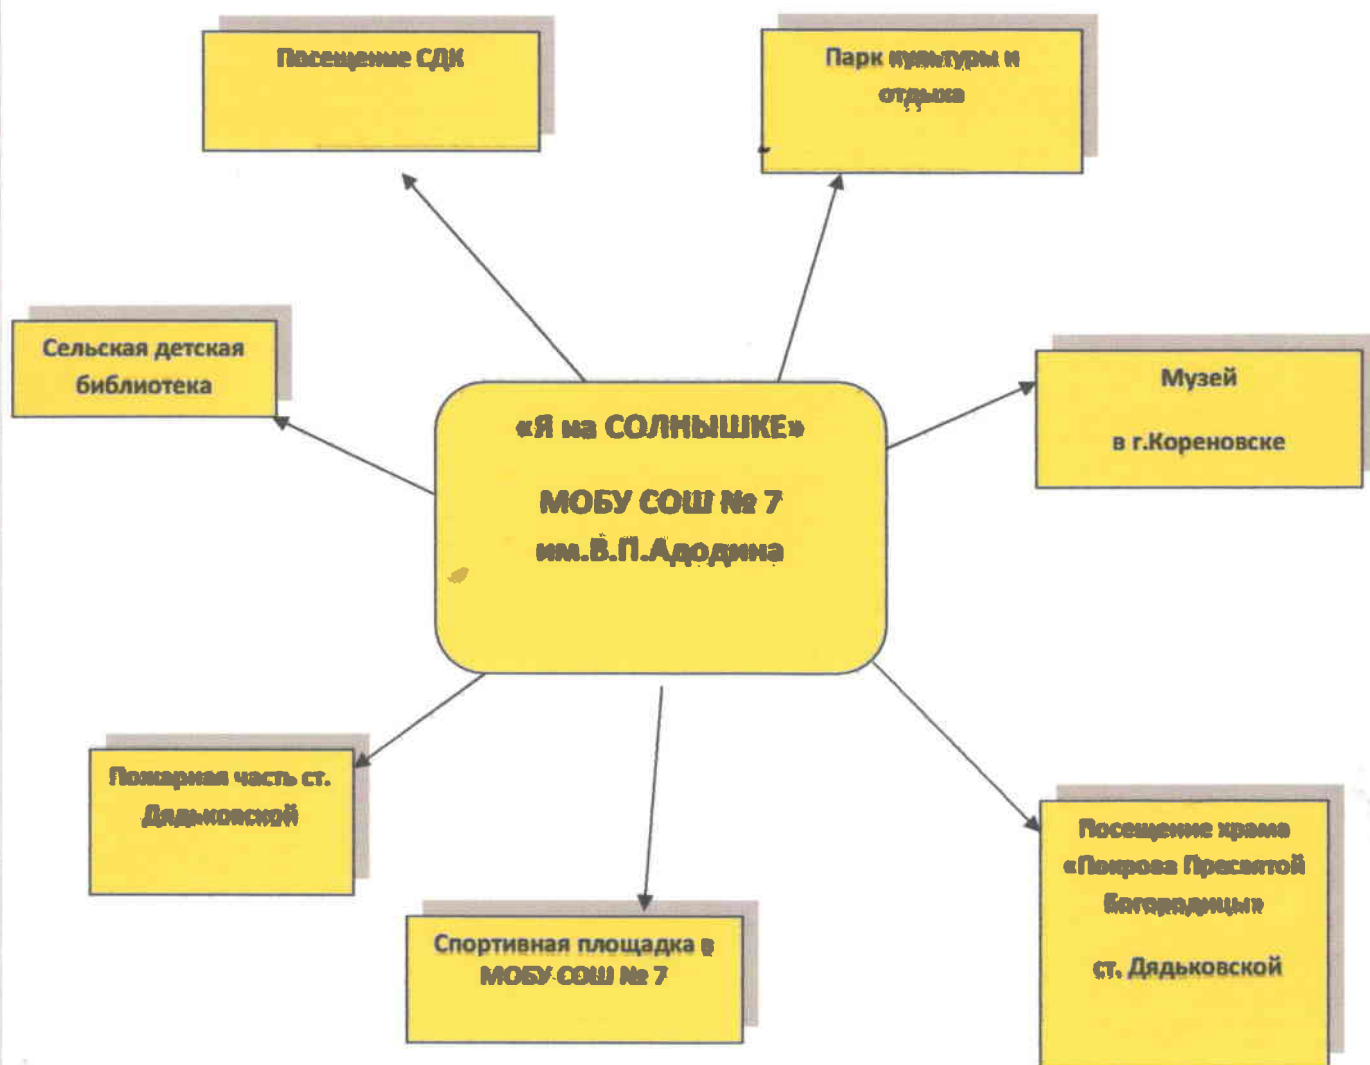 Посещение СДК
Парк культуры и
отдыха
Сельская детская
библиотека
Музей
в г.Кореновске
«Я на СОЛНЫШКЕ»
МОБУ СОШ № 7
им.В.П.Адодина
Пожарная часть ст.
Дядьковской
Спортивная площадка в
МОБУ СОШ № 7
Посещение храма
«Покрова Пресвятой
Богородицы»
ст. Дядьковской